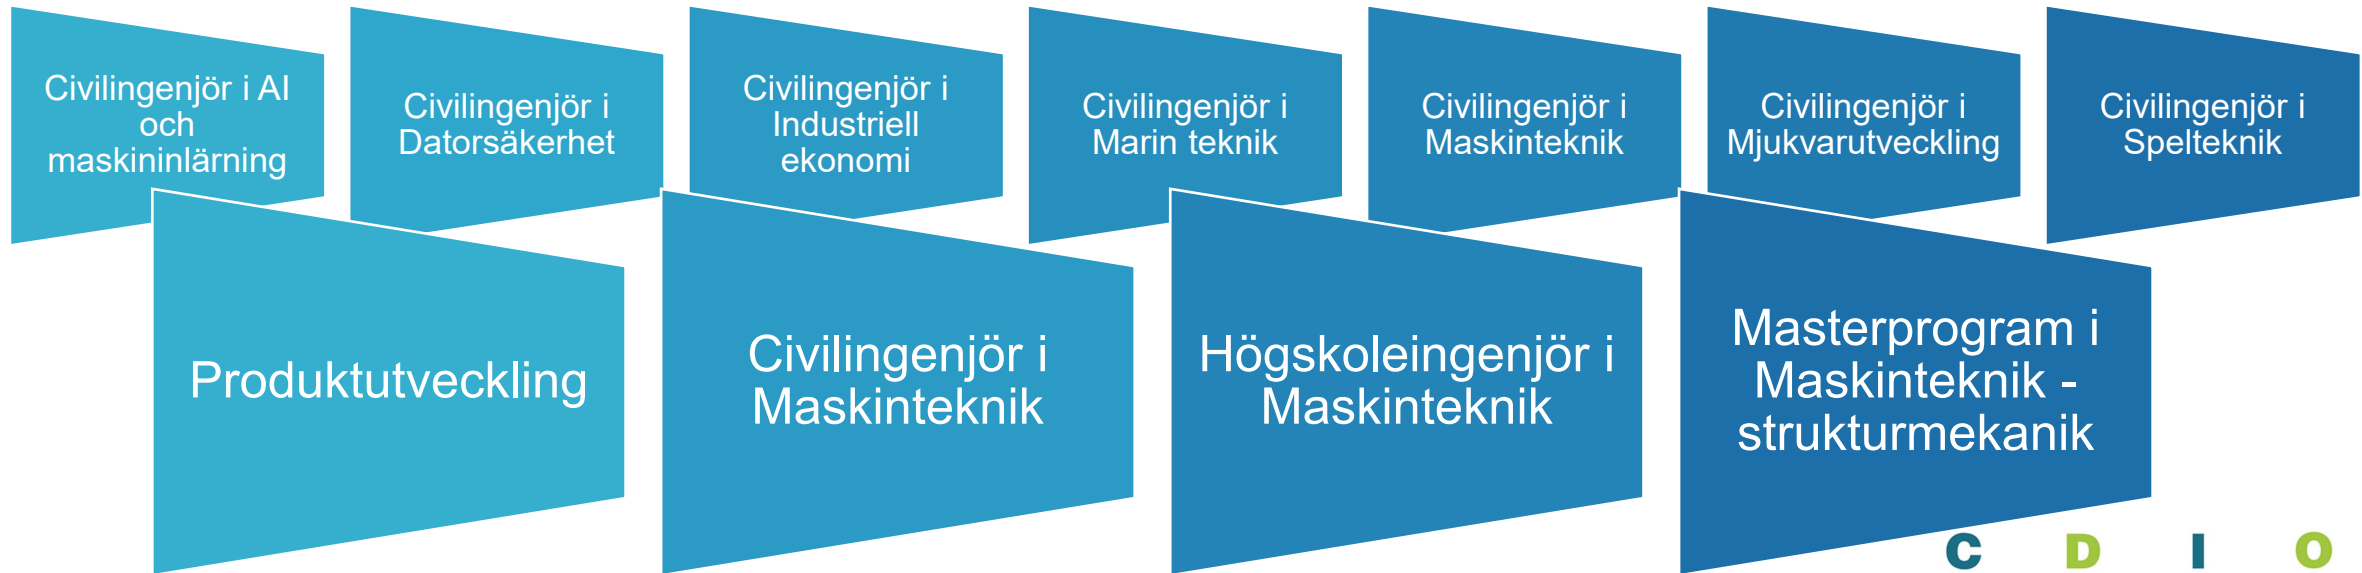 Civilingenjör i AI
och
maskininlärning
Civilingenjör i
Datorsäkerhet
Civilingenjör i
Industriell
ekonomi
Civilingenjör i
Marin teknik
Civilingenjör i
Maskinteknik
Civilingenjör i
Mjukvarutveckling
Civilingenjör i
Spelteknik
Produktutveckling
Civilingenjör i
Maskinteknik
Högskoleingenjör i
Maskinteknik
Masterprogram i
Maskinteknik -
strukturmekanik
C D I O